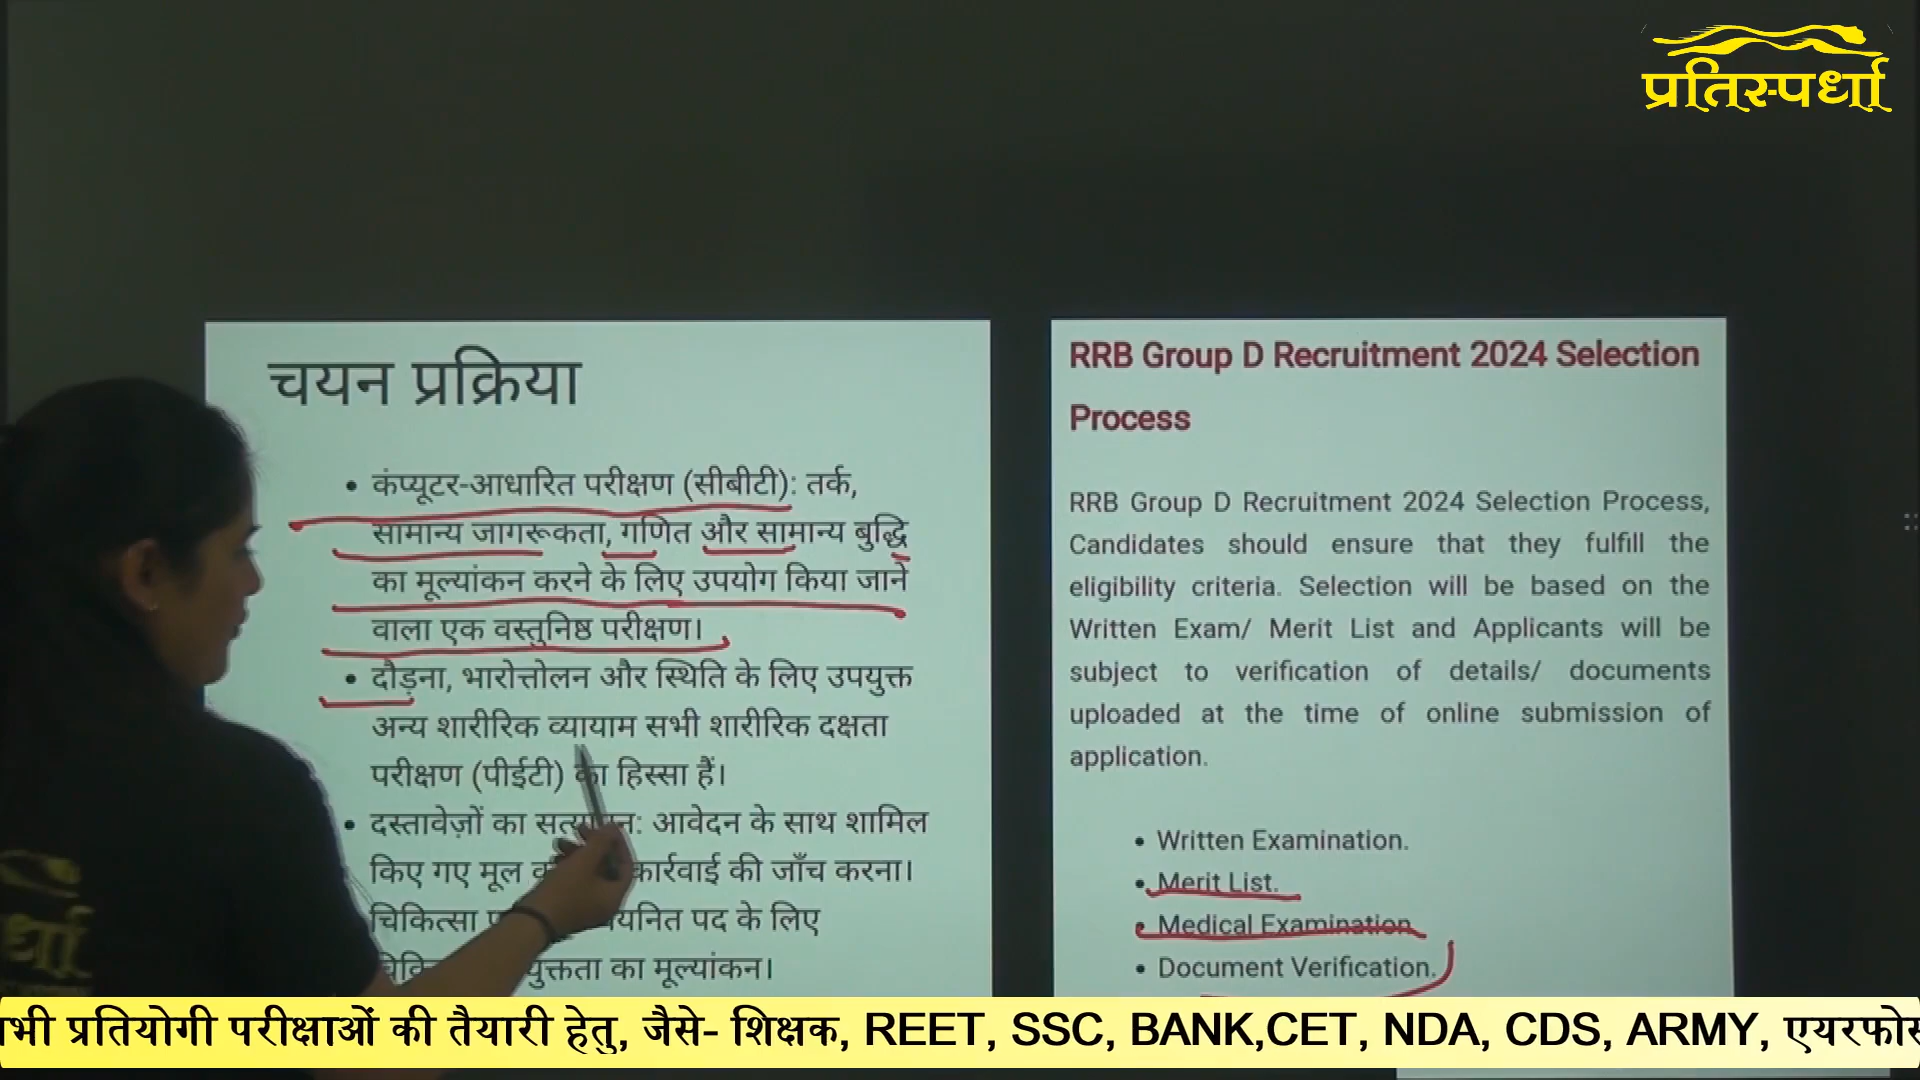 प्रतिस्पर्धा
चयन प्रक्रिया
• कंप्यूटर-आधारित परीक्षण (सीबीटी): तर्क,
सामान्य जागरूकता, गणित और सामान्य बुद्धि
का मूल्यांकन करने के लिए उपयोग किया जाने
वाला एक वस्तुनिष्ठ परीक्षण।
• दौड़ना, भारोत्तोलन और स्थिति के लिए उपयुक्त
अन्य शारीरिक व्यायाम सभी शारीरिक दक्षता
परीक्षण (पीईटी) का हिस्सा हैं।
• दस्तावेज़ों का आवेदन के साथ शामिल
किए गए मूल कार्रवाई की जाँच करना।
चिकित्सा पद के लिए
का मूल्यांकन।
RRB Group D Recruitment 2024 Selection
Process
RRB Group D Recruitment 2024 Selection Process,
Candidates should ensure that they fulfill the
eligibility criteria. Selection will be based on the
Written Exam/ Merit List and Applicants will be
subject to verification of details/ documents
uploaded at the time of online submission of
application.
• Written Examination.
• Merit List.
• Medical Examination
• Document Verification.
प्रतियोगी परीक्षाओं की तैयारी हेतु, जैसे- शिक्षक, REET, SSC, BANK,CET, NDA, CDS, ARMY,